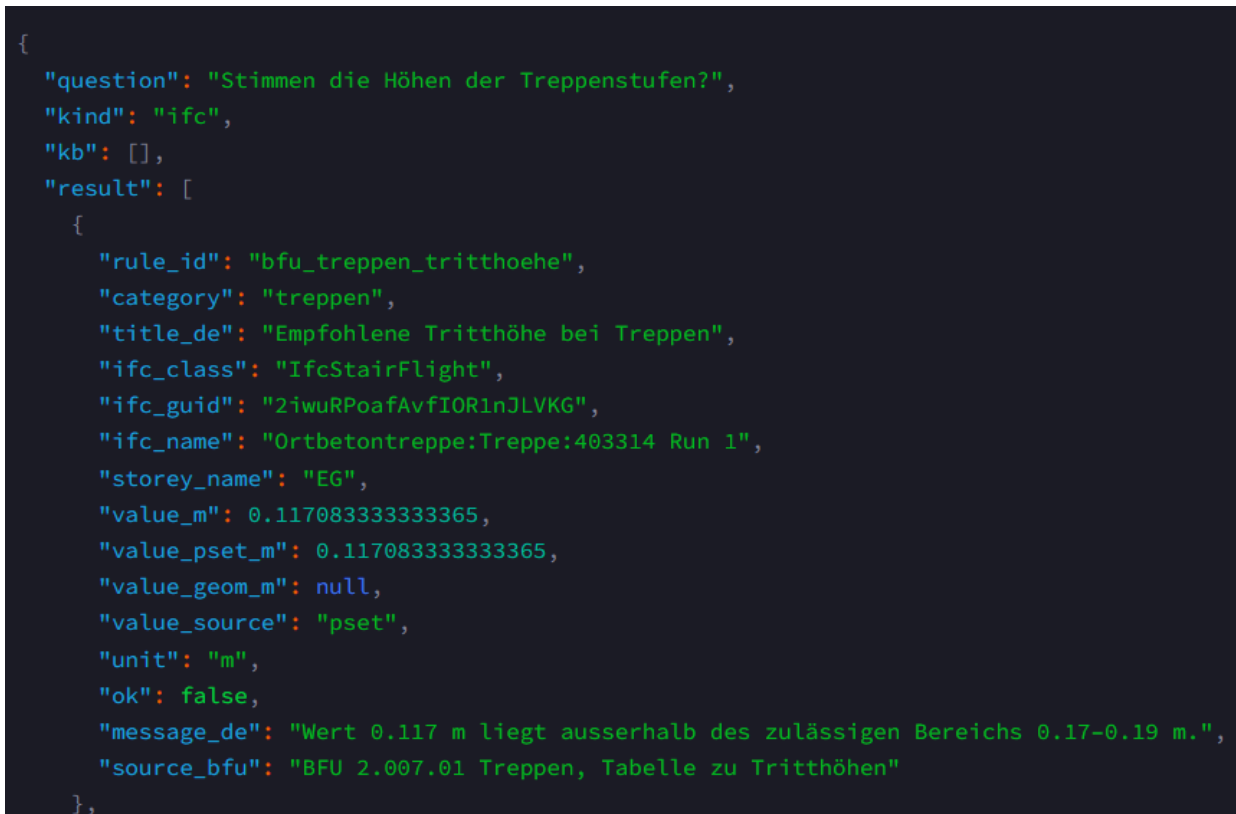 {
  "question": "Stimmen die Höhen der Treppenstufen?",
  "kind": "ifc",
  "kb": [],
  "result": [
    {
      "rule_id": "bfu_treppen_tritthoehe",
      "category": "treppen",
      "title_de": "Empfohlene Tritthöhe bei Treppen",
      "ifc_class": "IfcStairFlight",
      "ifc_guid": "2iwuRPoafAvfIOR1nJLVKG",
      "ifc_name": "Ortbetontreppe:Treppe:403314 Run 1",
      "storey_name": "EG",
      "value_m": 0.117083333333365,
      "value_pset_m": 0.117083333333365,
      "value_geom_m": null,
      "value_source": "pset",
      "unit": "m",
      "ok": false,
      "message_de": "Wert 0.117 m liegt ausserhalb des zulässigen Bereichs 0.17–0.19 m.",
      "source_bfu": "BFU 2.007.01 Treppen, Tabelle zu Tritthöhen"
    },